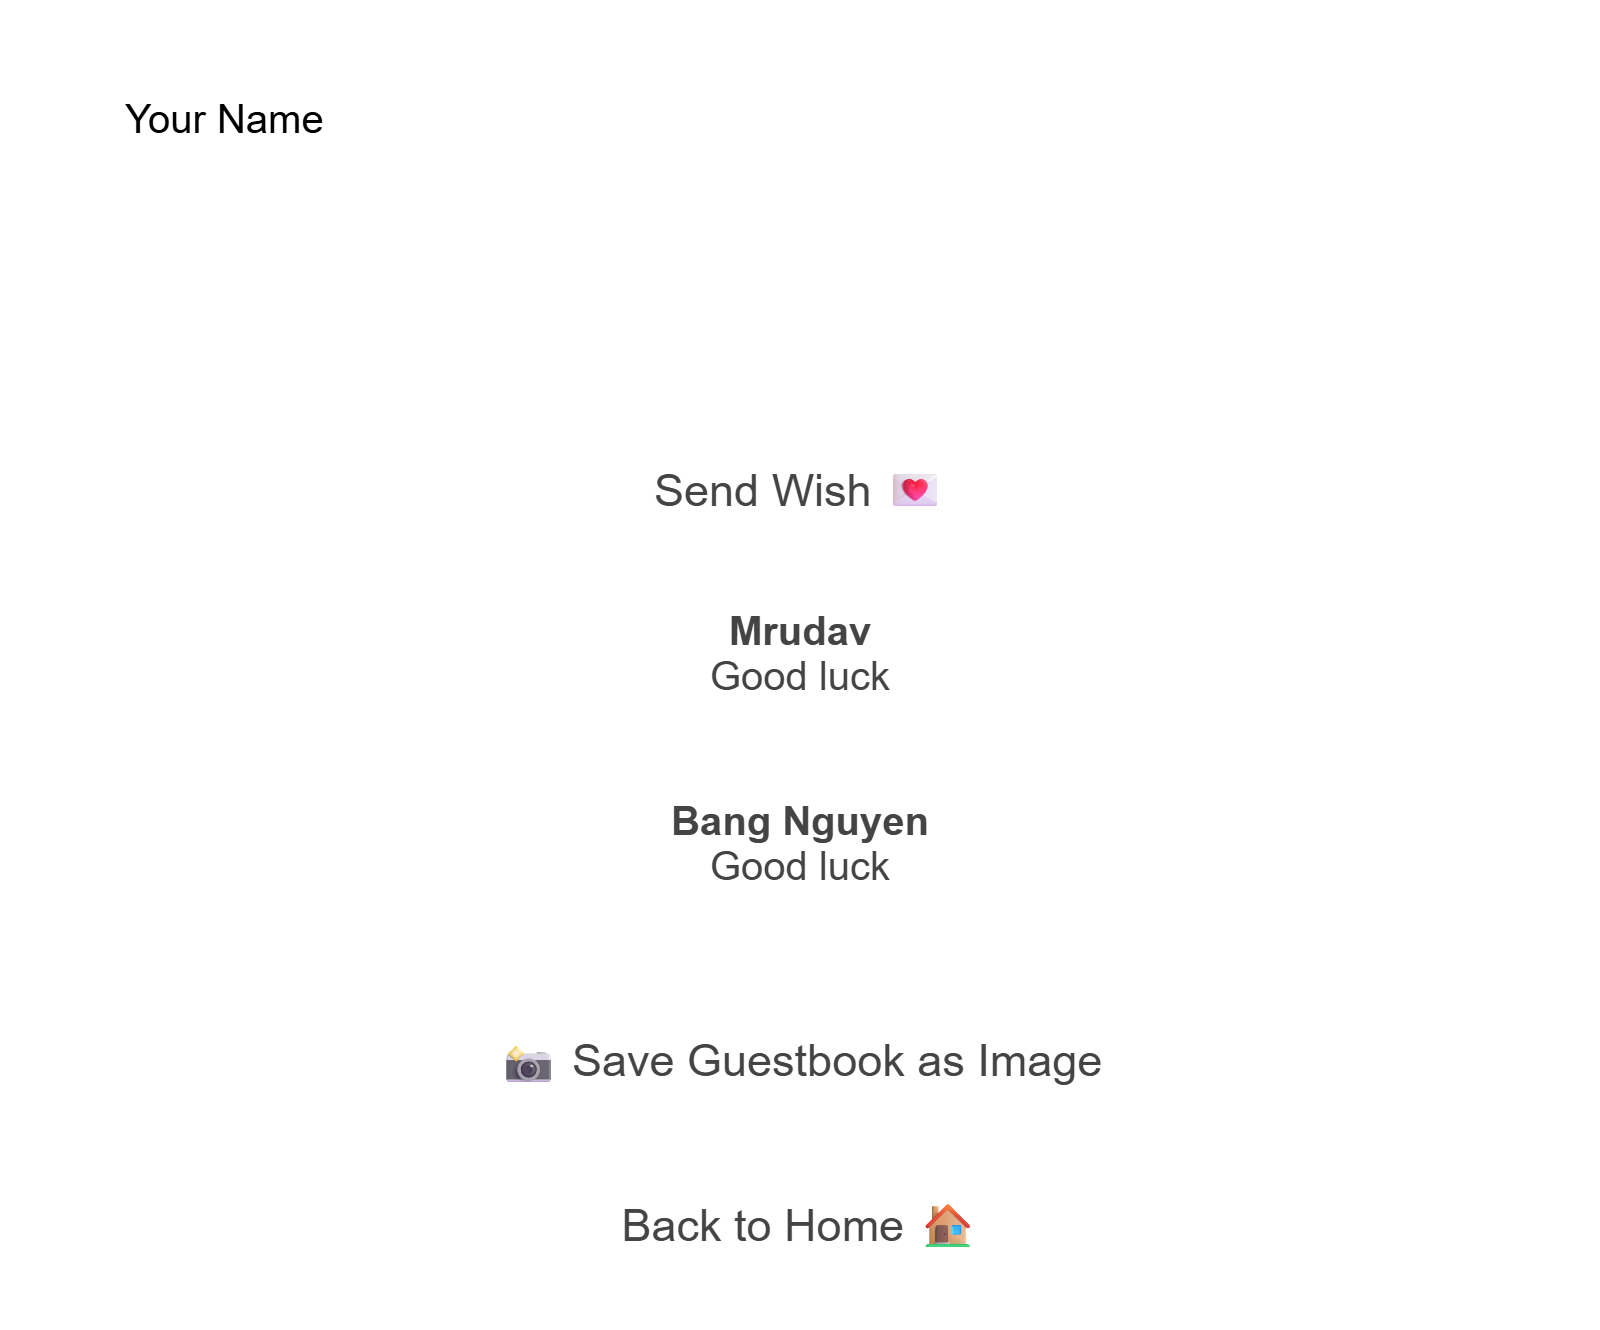 Your Name
Send Wish 💌
Mrudav
Good luck
Bang Nguyen
Good luck
📸 Save Guestbook as Image
Back to Home 🏠